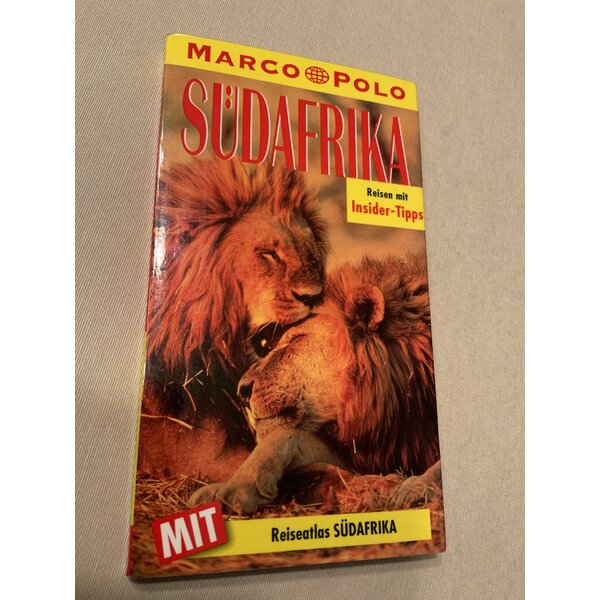 MARCO POLO
SÜDAFRIKA
Reisen mit
Insider-Tipps
MIT
Reiseatlas SÜDAFRIKA